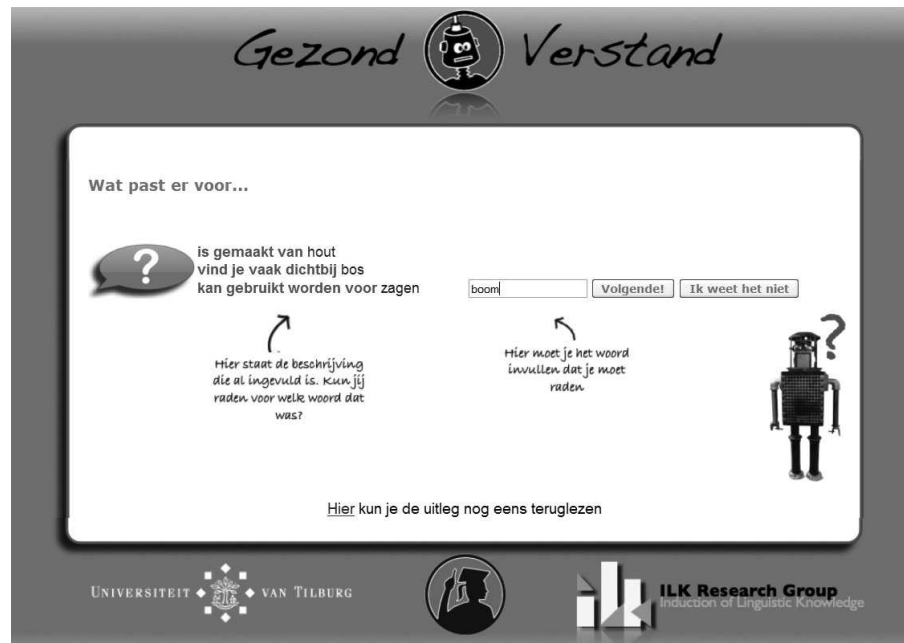 Gezond Verstand
Wat past er voor...
?
is gemaakt van hout
vind je vaak dichtbij bos
kan gebruikt worden voor zagen
boom
Volgende!
Ik weet het niet
Hier staat de beschrijving
die al ingevuld is. Kun jij
raden voor welk woord dat
was?
Hier moet je het woord
invullen dat je moet
raden
?
Hier kun je de uitleg nog eens teruglezen
UNIVERSITEIT VAN TILBURG
ILK Research Group
Induction of Linguistic Knowledge